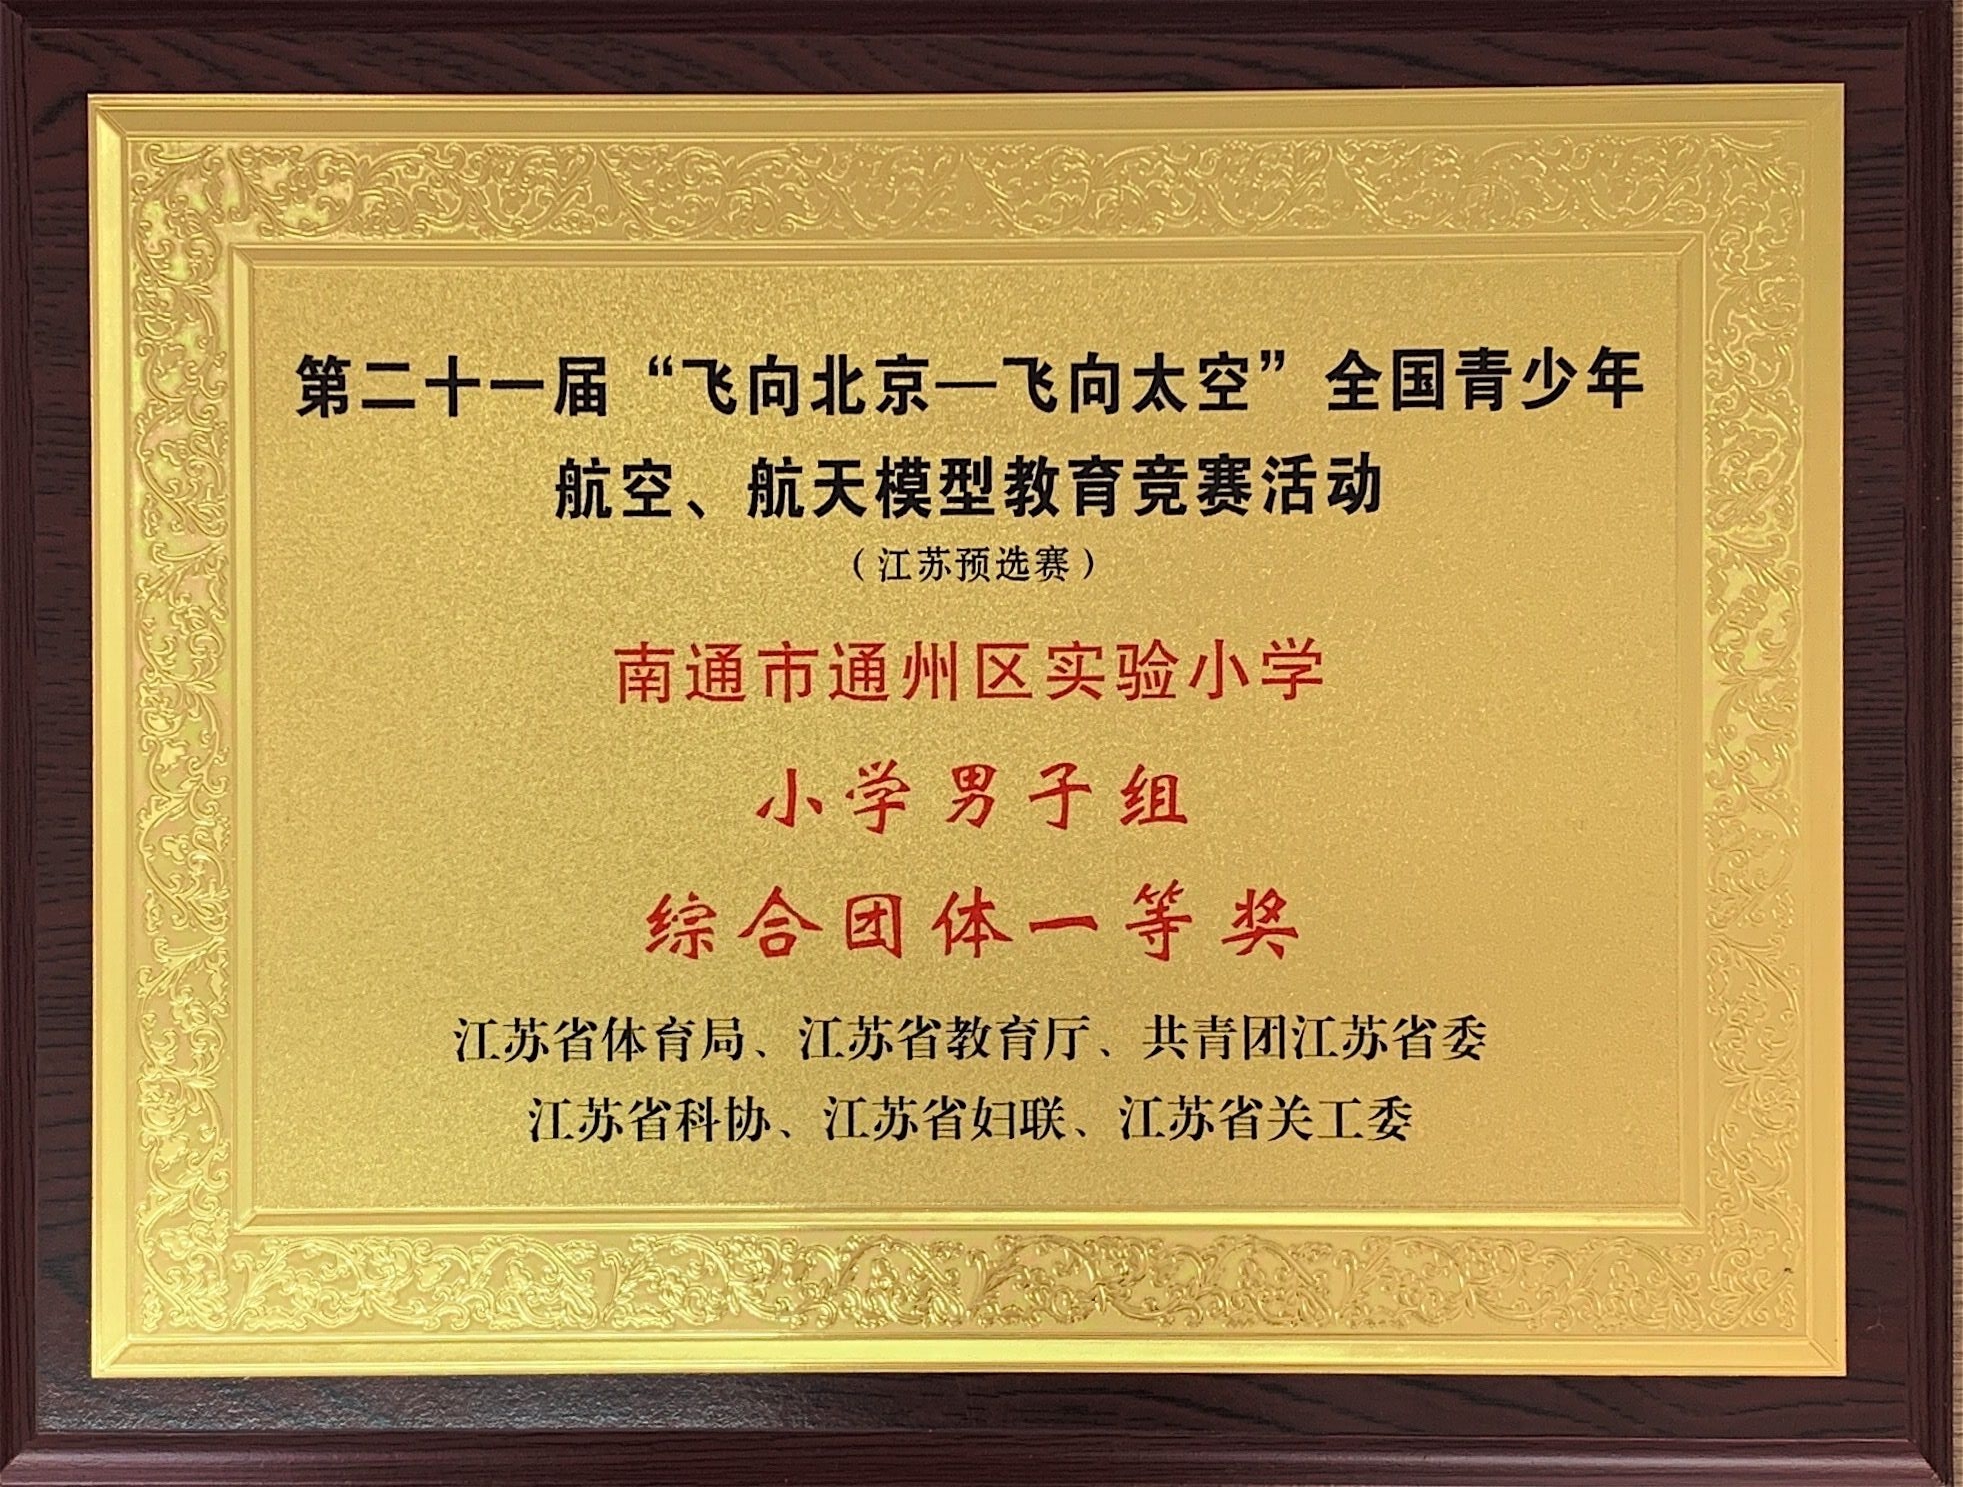 第二十一届“飞向北京—飞向太空”全国青少年
航空、航天模型教育竞赛活动
（江苏预选赛）
南通市通州区实验小学
小学男子组
综合团体一等奖
江苏省体育局、江苏省教育厅、共青团江苏省委
江苏省科协、江苏省妇联、江苏省关工委